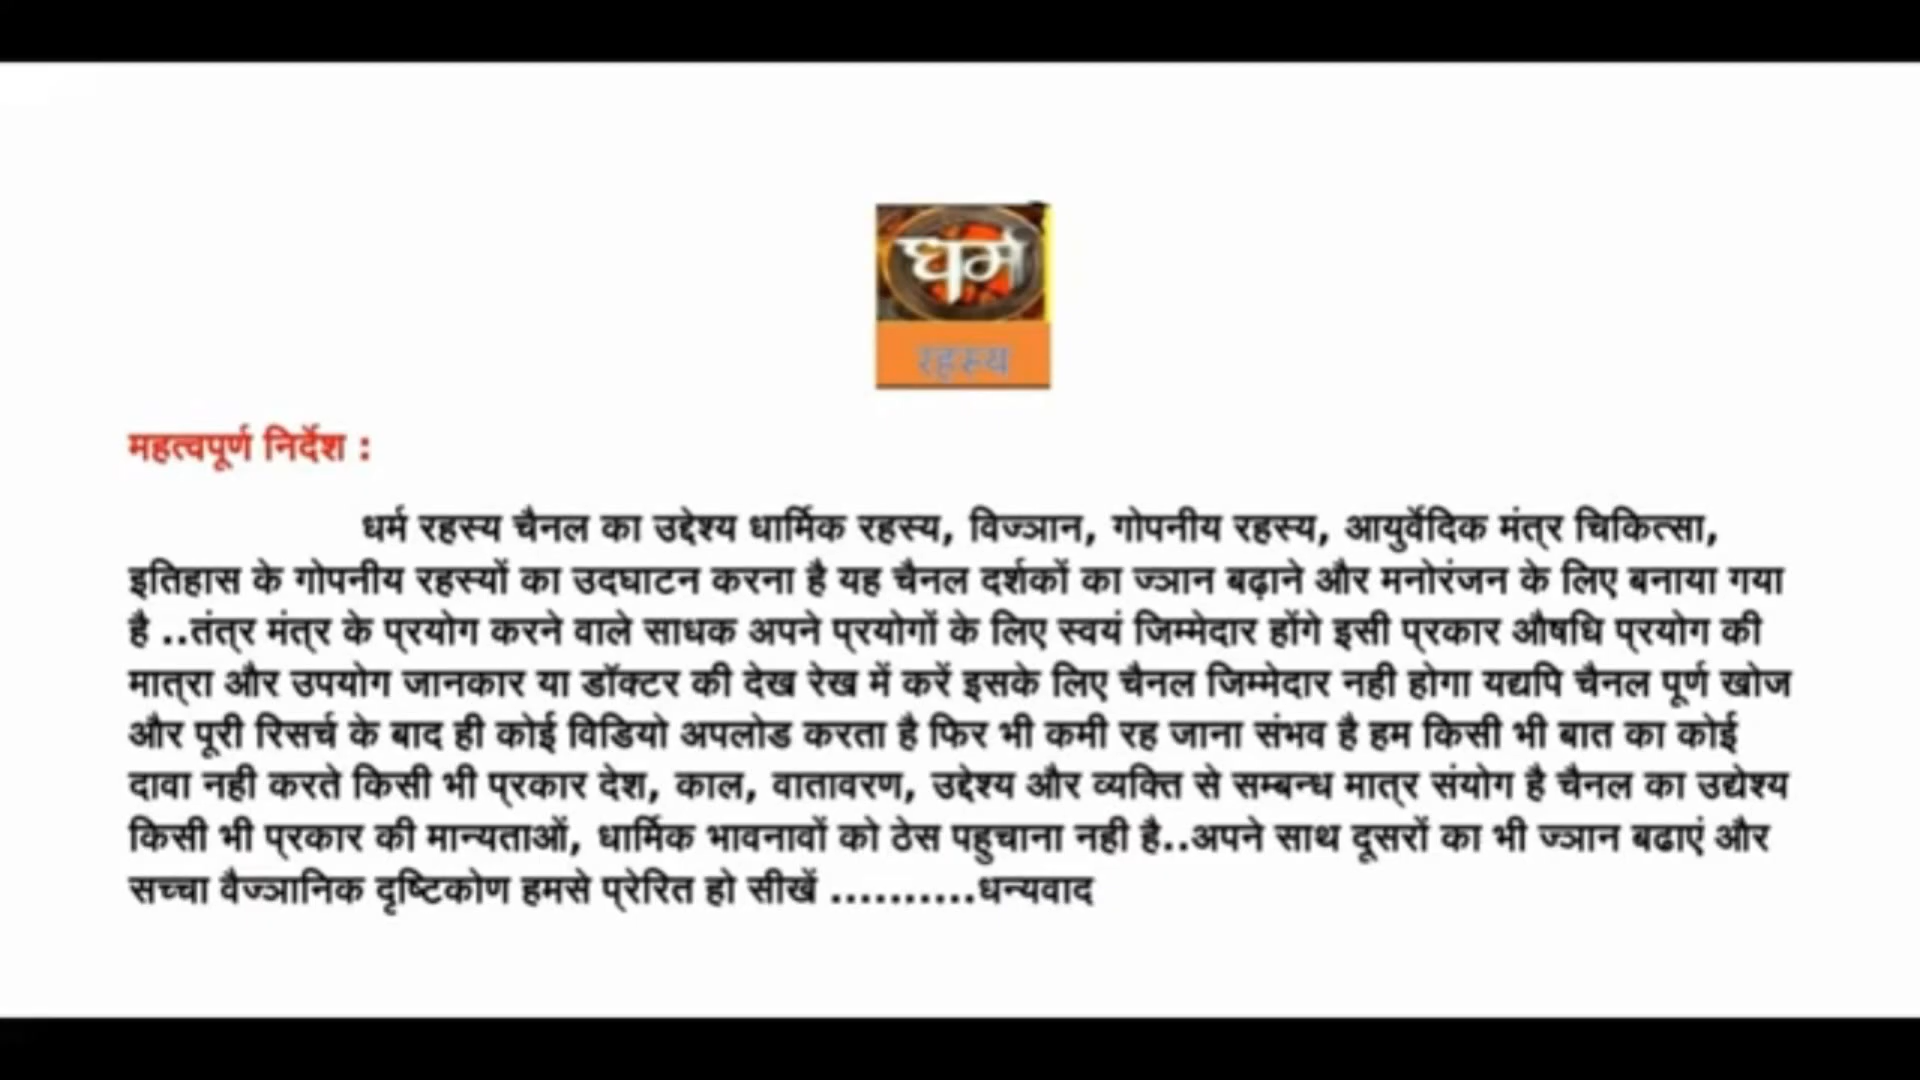 धर्म
रहस्य
महत्वपूर्ण निर्देश :
धर्म रहस्य चैनल का उद्देश्य धार्मिक रहस्य, विज्ञान, गोपनीय रहस्य, आयुर्वेदिक मंत्र चिकित्सा,
इतिहास के गोपनीय रहस्यों का उदघाटन करना है यह चैनल दर्शकों का ज्ञान बढ़ाने और मनोरंजन के लिए बनाया गया
है ..तंत्र मंत्र के प्रयोग करने वाले साधक अपने प्रयोगों के लिए स्वयं जिम्मेदार होंगे इसी प्रकार औषधि प्रयोग की
मात्रा और उपयोग जानकार या डॉक्टर की देख रेख में करें इसके लिए चैनल जिम्मेदार नही होगा यद्यपि चैनल पूर्ण खोज
और पूरी रिसर्च के बाद ही कोई विडियो अपलोड करता है फिर भी कमी रह जाना संभव है हम किसी भी बात का कोई
दावा नही करते किसी भी प्रकार देश, काल, वातावरण, उद्देश्य और व्यक्ति से सम्बन्ध मात्र संयोग है चैनल का उद्येश्य
किसी भी प्रकार की मान्यताओं, धार्मिक भावनावों को ठेस पहुचाना नही है..अपने साथ दूसरों का भी ज्ञान बढाएं और
सच्चा वैज्ञानिक दृष्टिकोण हमसे प्रेरित हो सीखें ..........धन्यवाद